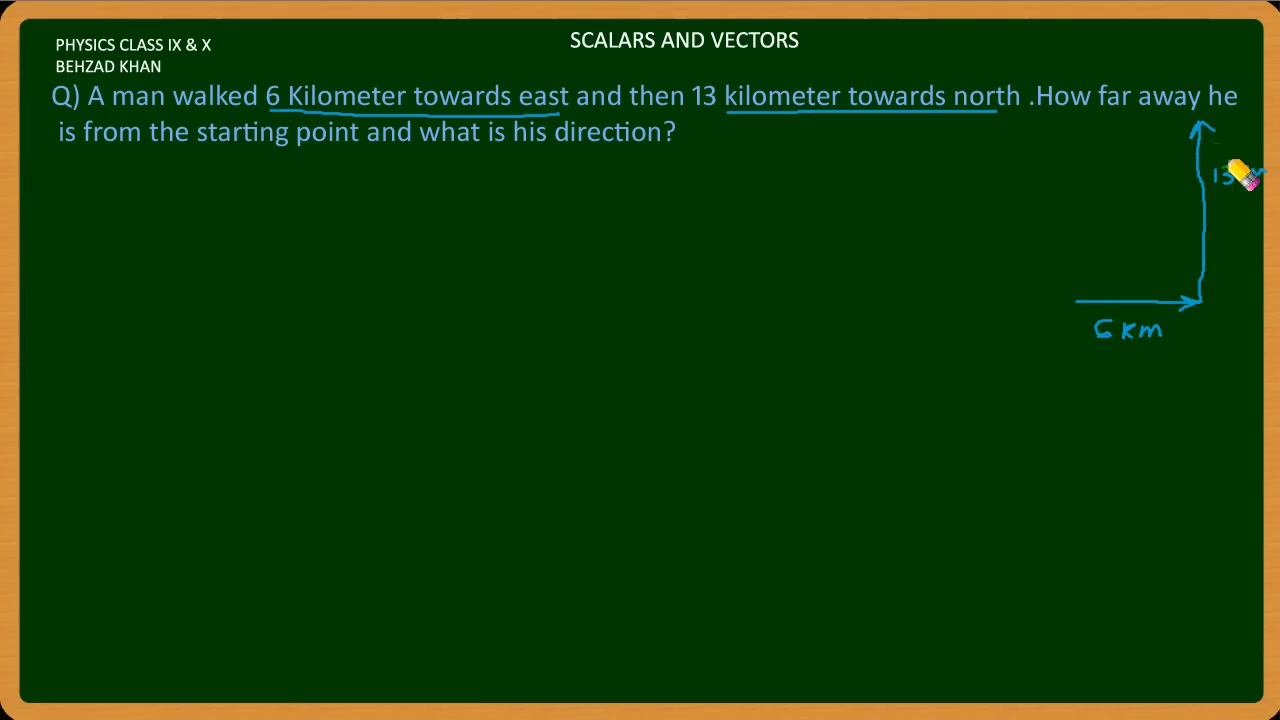 PHYSICS CLASS IX & X
BEHZAD KHAN
SCALARS AND VECTORS
Q) A man walked 6 Kilometer towards east and then 13 kilometer towards north .How far away he
is from the starting point and what is his direction?
13
6 km